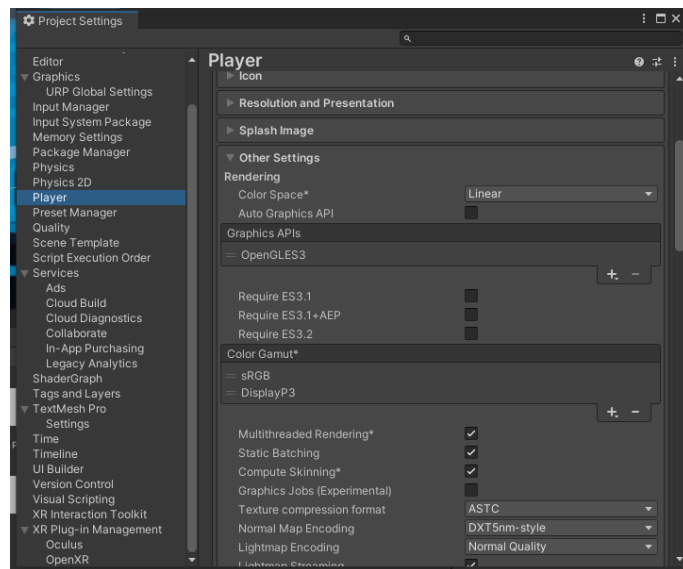 Project Settings
Editor
Graphics
URP Global Settings
Input Manager
Input System Package
Memory Settings
Package Manager
Physics
Physics 2D
Player
Preset Manager
Quality
Scene Template
Script Execution Order
Services
Ads
Cloud Build
Cloud Diagnostics
Collaborate
In-App Purchasing
Legacy Analytics
ShaderGraph
Tags and Layers
TextMesh Pro
Settings
Time
Timeline
UI Builder
Version Control
Visual Scripting
XR Interaction Toolkit
XR Plug-in Management
Oculus
OpenXR
Player
Icon
Resolution and Presentation
Splash Image
Other Settings
Rendering
Color Space* Linear
Auto Graphics API
Graphics APIs
= OpenGLES3
+ -
Require ES3.1
Require ES3.1+AEP
Require ES3.2
Color Gamut*
= sRGB
= DisplayP3
+ -
Multithreaded Rendering*
Static Batching
Compute Skinning*
Graphics Jobs (Experimental)
Texture compression format ASTC
Normal Map Encoding DXT5nm-style
Lightmap Encoding Normal Quality
Lightmap Streaming